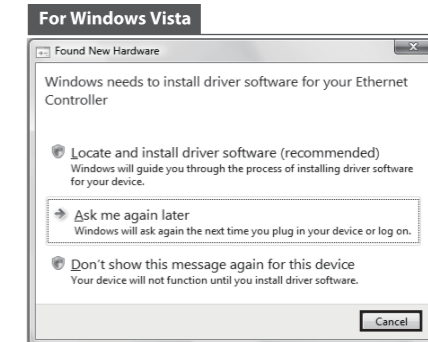 For Windows Vista
Found New Hardware
Windows needs to install driver software for your Ethernet
Controller
Locate and install driver software (recommended)
Windows will guide you through the process of installing driver software
for your device.
Ask me again later
Windows will ask again the next time you plug in your device or log on.
Don't show this message again for this device
Your device will not function until you install driver software.
Cancel